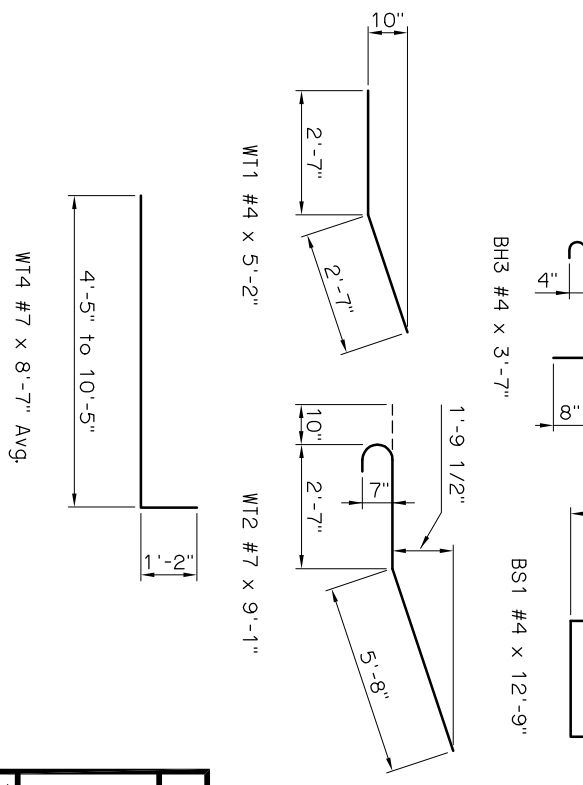 10"
2'-7"
2'-7"
WT1 #4 x 5'-2"
4"
8"
BH3 #4 x 3'-7"
1'-9 1/2"
10"
7"
2'-7"
5'-8"
WT2 #7 x 9'-1"
BS1 #4 x 12'-9"
4'-5" to 10'-5"
1'-2"
WT4 #7 x 8'-7" Avg.